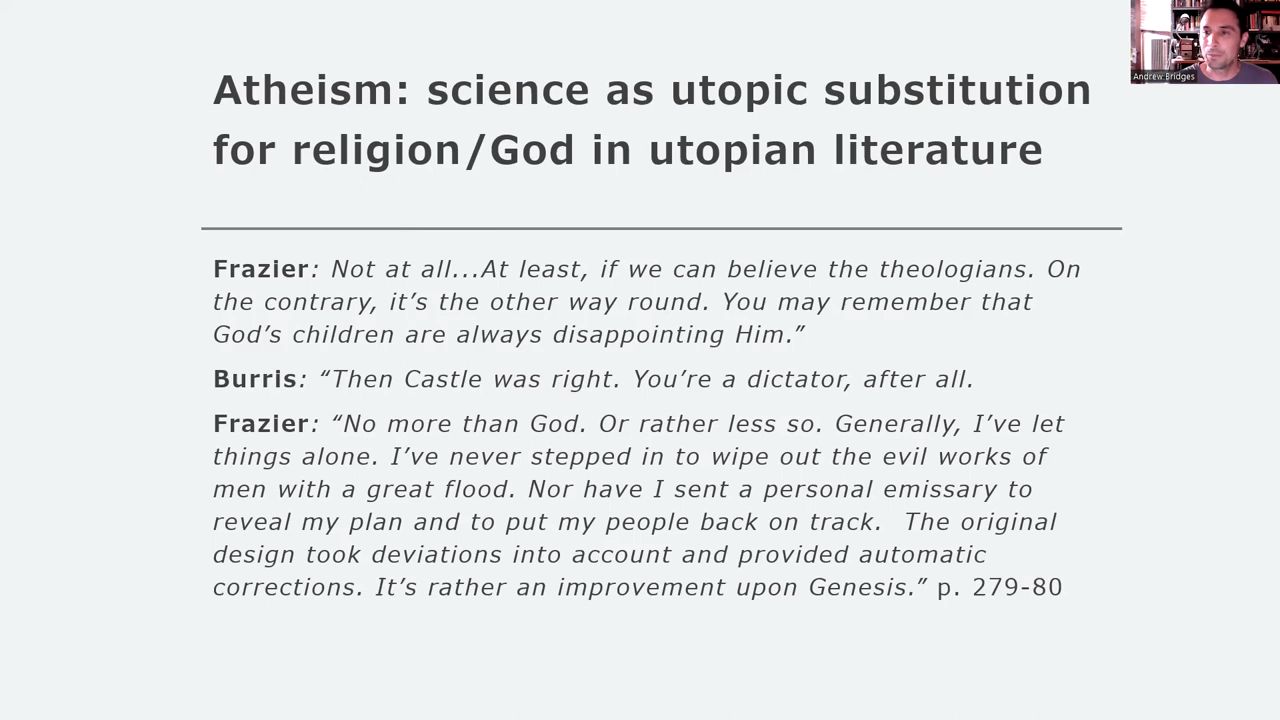 Andrew Bridges
Atheism: science as utopic substitution
for religion/God in utopian literature
Frazier: Not at all...At least, if we can believe the theologians. On
the contrary, it’s the other way round. You may remember that
God’s children are always disappointing Him.”
Burris: “Then Castle was right. You’re a dictator, after all.
Frazier: “No more than God. Or rather less so. Generally, I’ve let
things alone. I’ve never stepped in to wipe out the evil works of
men with a great flood. Nor have I sent a personal emissary to
reveal my plan and to put my people back on track.  The original
design took deviations into account and provided automatic
corrections. It’s rather an improvement upon Genesis.” p. 279-80